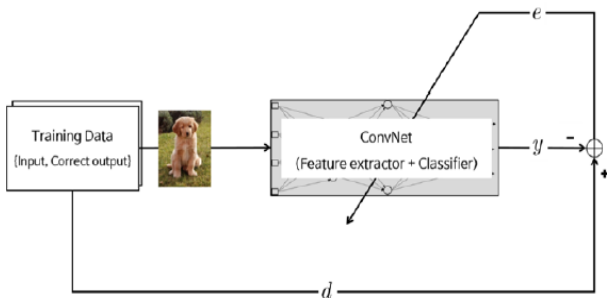 e
Training Data
{Input, Correct output}
ConvNet
(Feature extractor + Classifier)
y
-
+
d